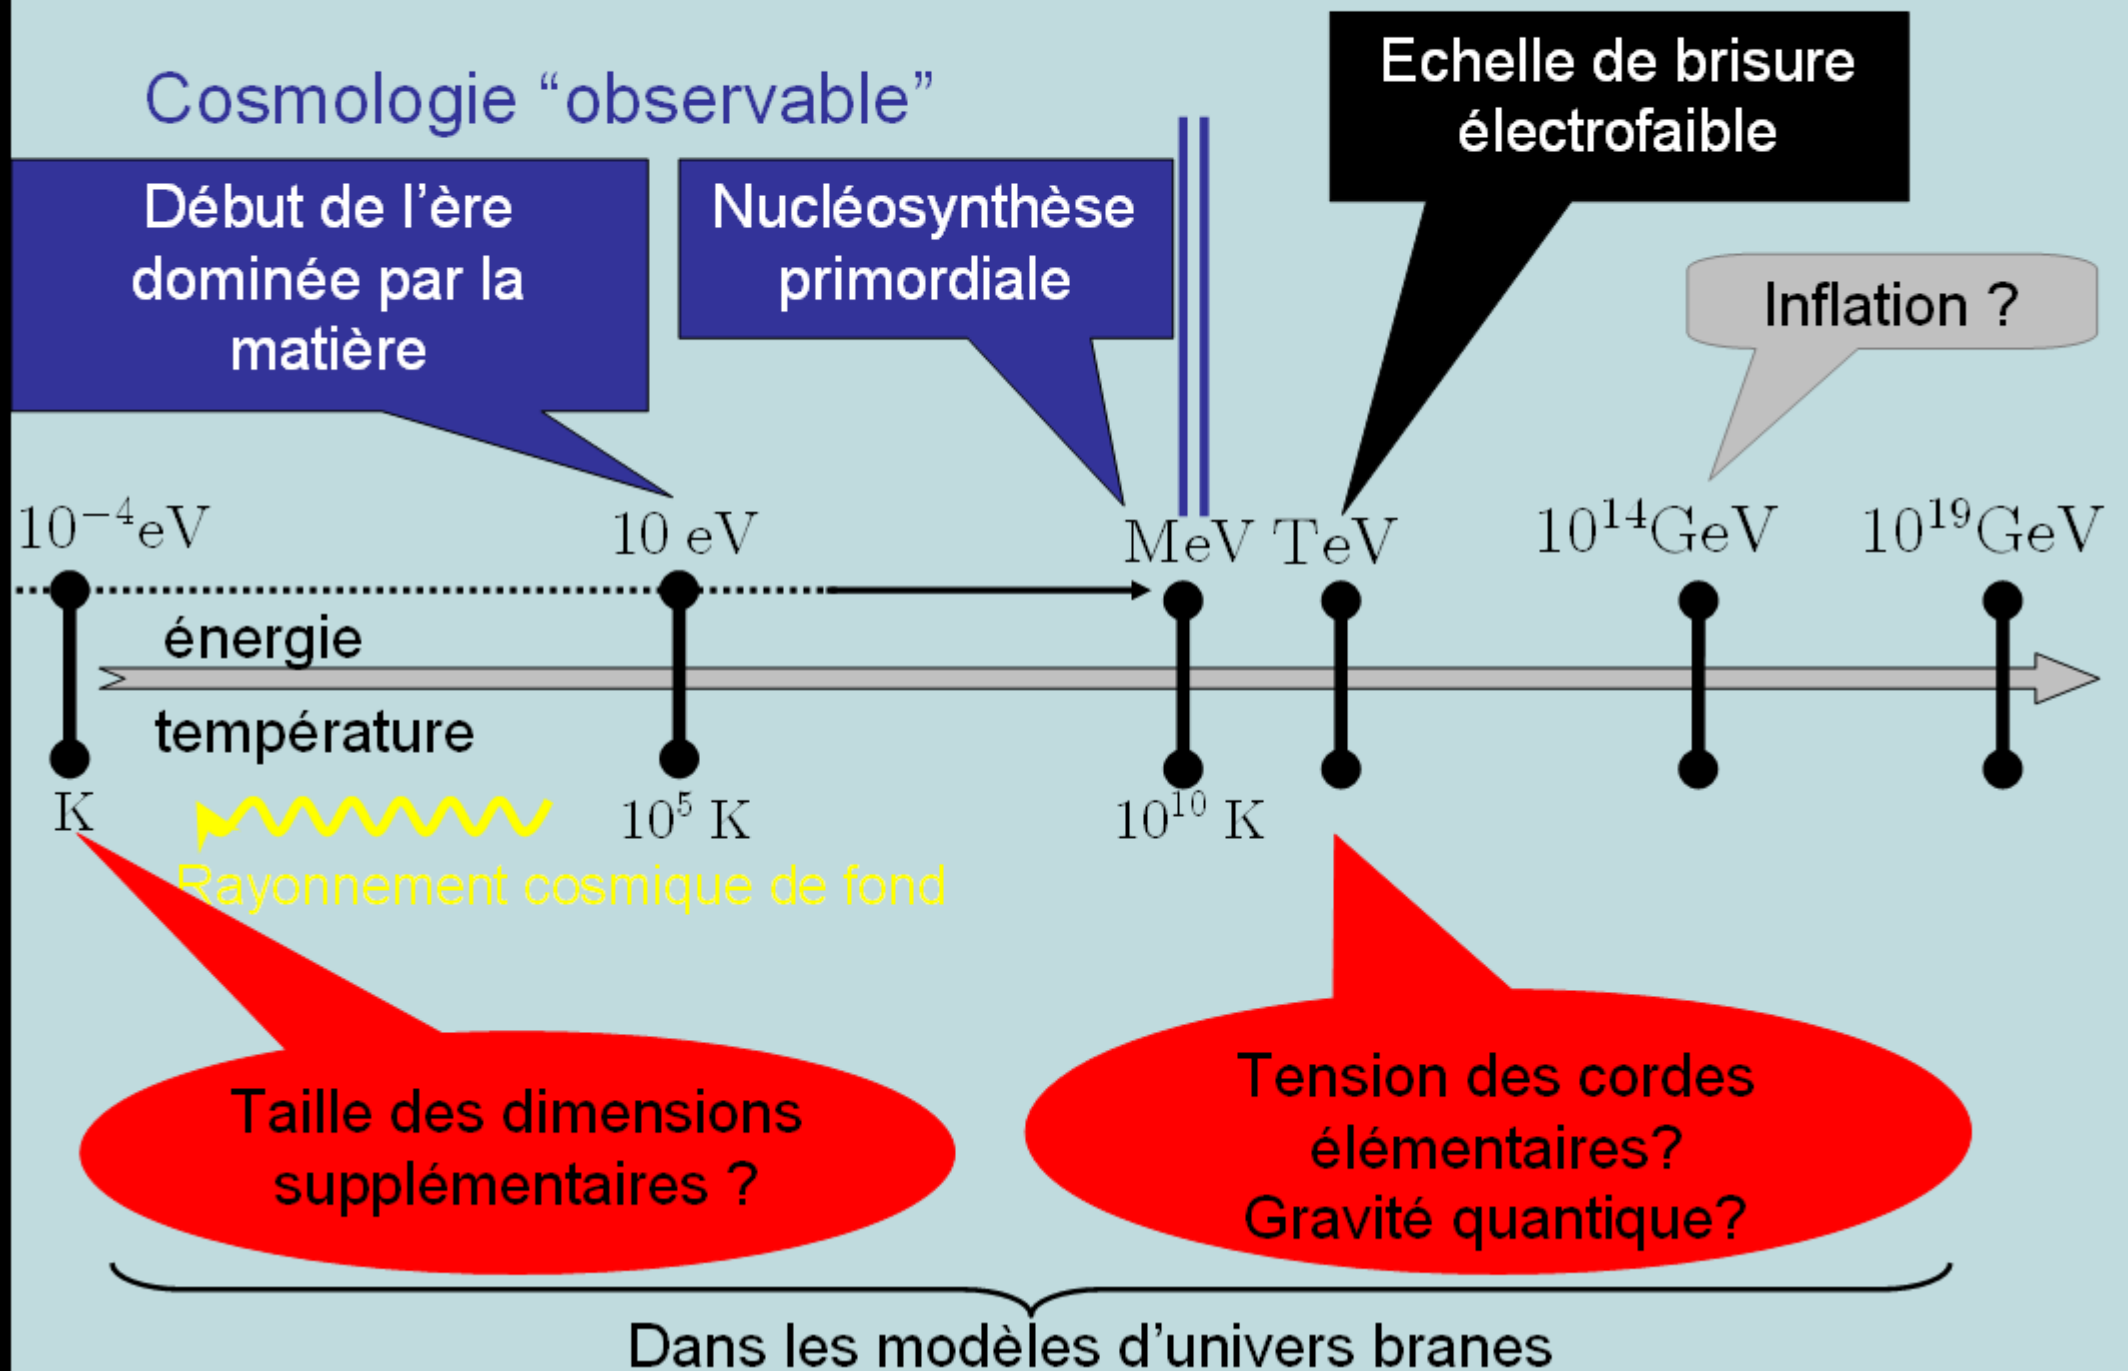 Cosmologie “observable”
Echelle de brisure
électrofaible
Début de l’ère
dominée par la
matière
Nucléosynthèse
primordiale
Inflation ?
10⁻⁴eV
10 eV
MeV
TeV
10¹⁴GeV
10¹⁹GeV
énergie
température
K
10⁵ K
10¹⁰ K
Rayonnement cosmique de fond
Taille des dimensions
supplémentaires ?
Tension des cordes
élémentaires?
Gravité quantique?
Dans les modèles d’univers branes